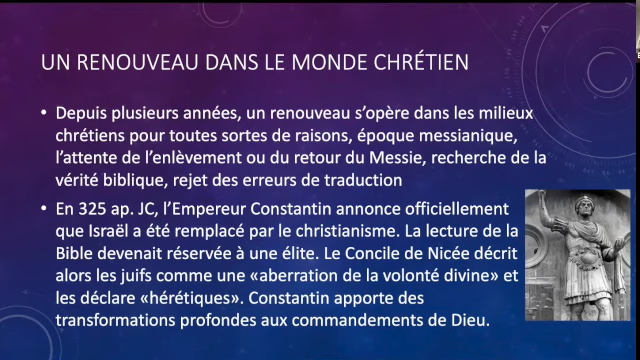 UN RENOUVEAU DANS LE MONDE CHRÉTIEN
• Depuis plusieurs années, un renouveau s’opère dans les milieux
chrétiens pour toutes sortes de raisons, époque messianique,
l’attente de l’enlèvement ou du retour du Messie, recherche de la
vérité biblique, rejet des erreurs de traduction
• En 325 ap. JC, l’Empereur Constantin annonce officiellement
que Israël a été remplacé par le christianisme. La lecture de la
Bible devenait réservée à une élite. Le Concile de Nicée décrit
alors les juifs comme une «aberration de la volonté divine» et
les déclare «hérétiques». Constantin apporte des
transformations profondes aux commandements de Dieu.